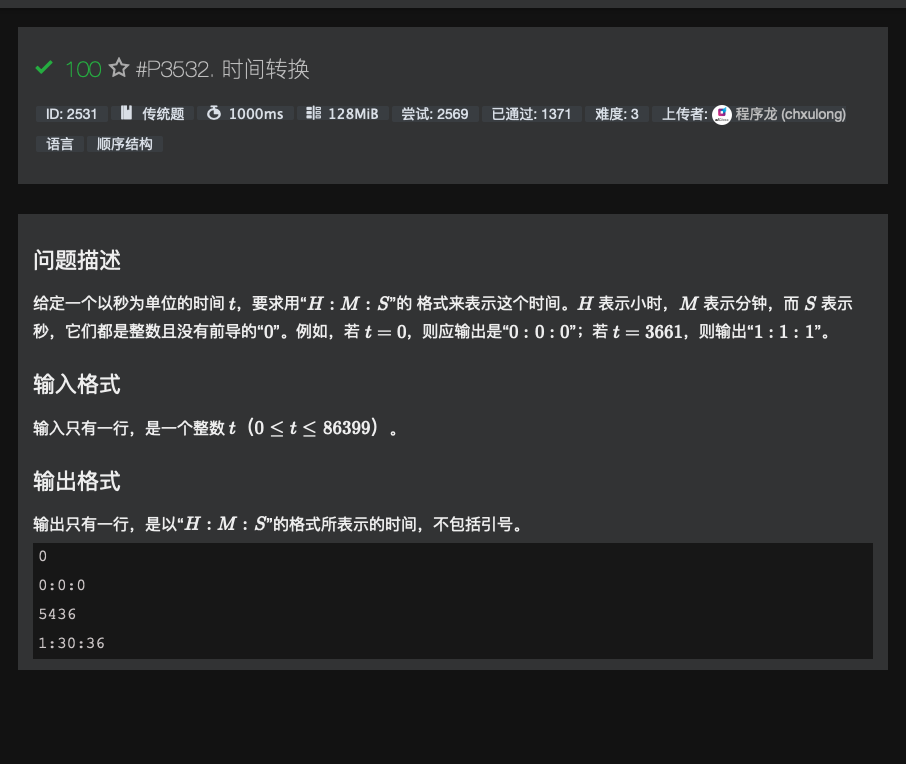 100 #P3532. 时间转换
ID: 2531 传统题 1000ms 128MiB 尝试: 2569 已通过: 1371 难度: 3 上传者: 程序龙 (chxulong)
语言 顺序结构
问题描述
给定一个以秒为单位的时间 t，要求用“H : M : S”的 格式来表示这个时间。H 表示小时，M 表示分钟，而 S 表示
秒，它们都是整数且没有前导的“0”。例如，若 t = 0，则应输出是“0 : 0 : 0”；若 t = 3661，则输出“1 : 1 : 1”。
输入格式
输入只有一行，是一个整数 t（0 ≤ t ≤ 86399）。
输出格式
输出只有一行，是以“H : M : S”的格式所表示的时间，不包括引号。
0
0:0:0
5436
1:30:36